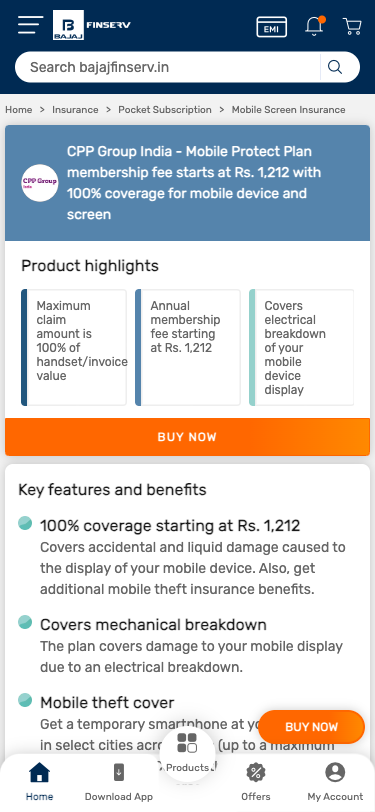 BAJAJ
FINSERV
EMI
Search bajajfinserv.in
Home > Insurance > Pocket Subscription > Mobile Screen Insurance
CPP Group
India
CPP Group India - Mobile Protect Plan
membership fee starts at Rs. 1,212 with
100% coverage for mobile device and
screen
Product highlights
Maximum
claim
amount is
100% of
handset/invoice
value
Annual
membership
fee starting
at Rs. 1,212
Covers
electrical
breakdown
of your
mobile
device
display
BUY NOW
Key features and benefits
100% coverage starting at Rs. 1,212
Covers accidental and liquid damage caused to
the display of your mobile device. Also, get
additional mobile theft insurance benefits.
Covers mechanical breakdown
The plan covers damage to your mobile display
due to an electrical breakdown.
Mobile theft cover
Get a temporary smartphone at
in select cities (up to a maximum
BUY NOW
Home
Download App
Products
Offers
My Account